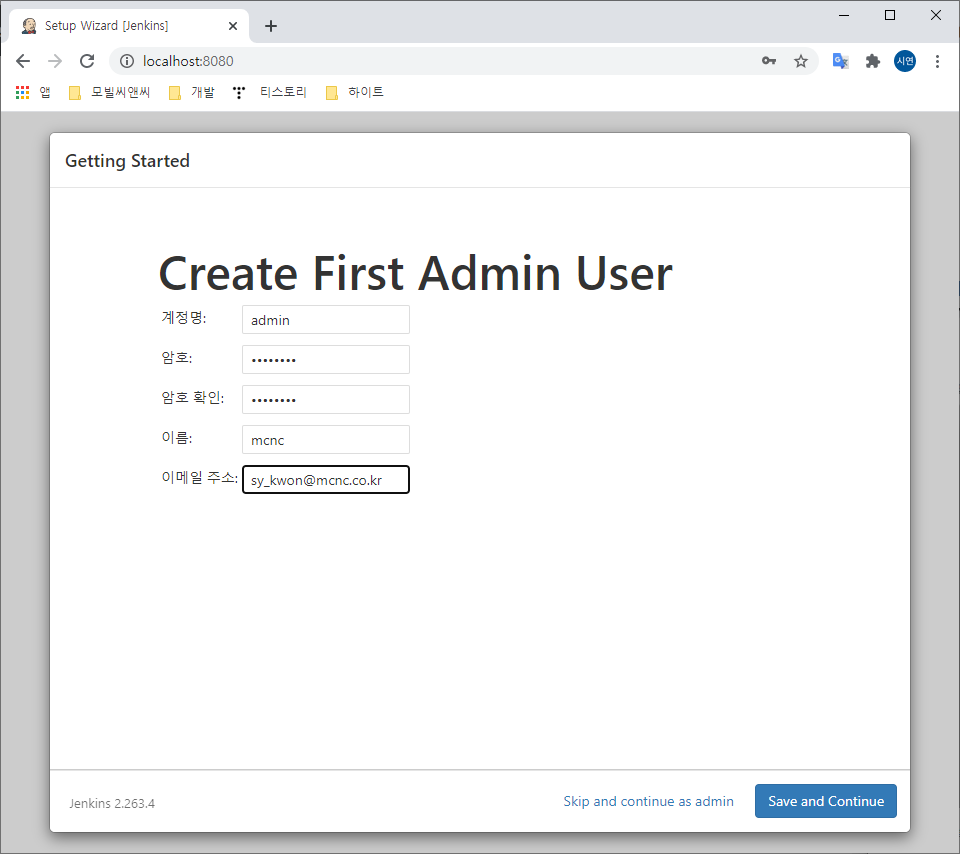 Setup Wizard [Jenkins]
localhost:8080
시연
앱 모빌씨앤씨 개발 티스토리 하이트
Getting Started
Create First Admin User
계정명: admin
암호: ••••••••
암호 확인: ••••••••
이름: mcnc
이메일 주소: sy_kwon@mcnc.co.kr
Jenkins 2.263.4 Skip and continue as admin Save and Continue